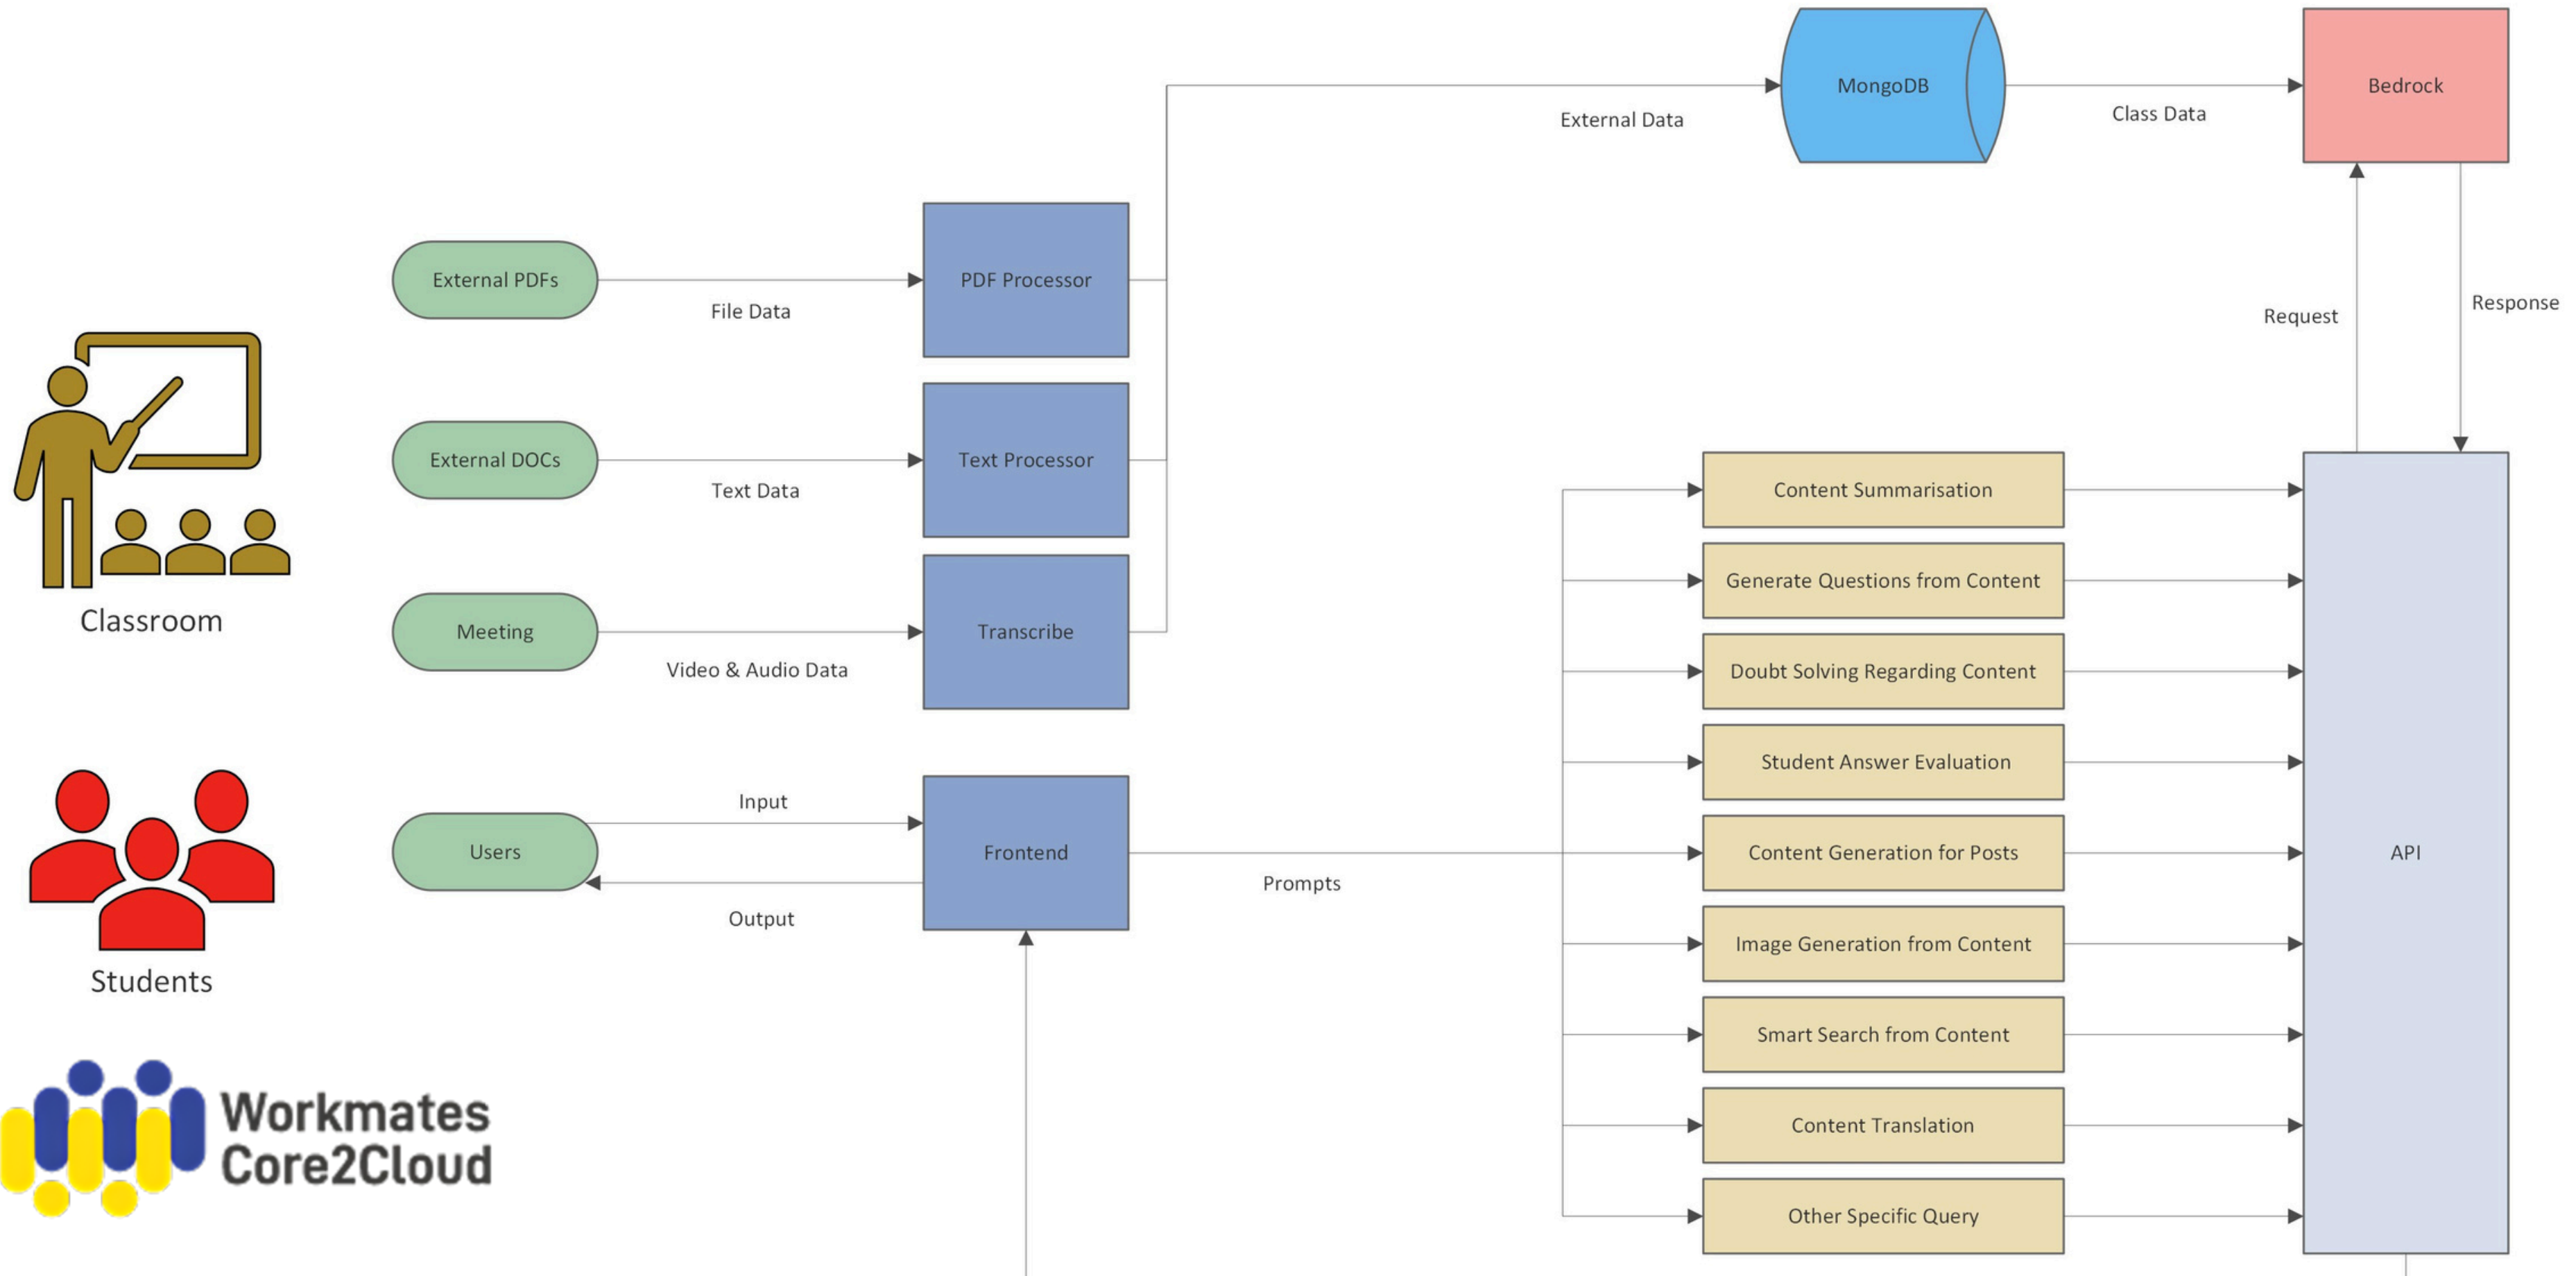 MongoDB
Bedrock
External Data
Class Data
External PDFs
File Data
PDF Processor
Request
Response
External DOCs
Text Data
Text Processor
Classroom
Meeting
Video & Audio Data
Transcribe
Content Summarisation
Generate Questions from Content
Doubt Solving Regarding Content
Student Answer Evaluation
Content Generation for Posts
Image Generation from Content
Smart Search from Content
Content Translation
Other Specific Query
API
Students
Users
Input
Output
Frontend
Prompts
Workmates
Core2Cloud